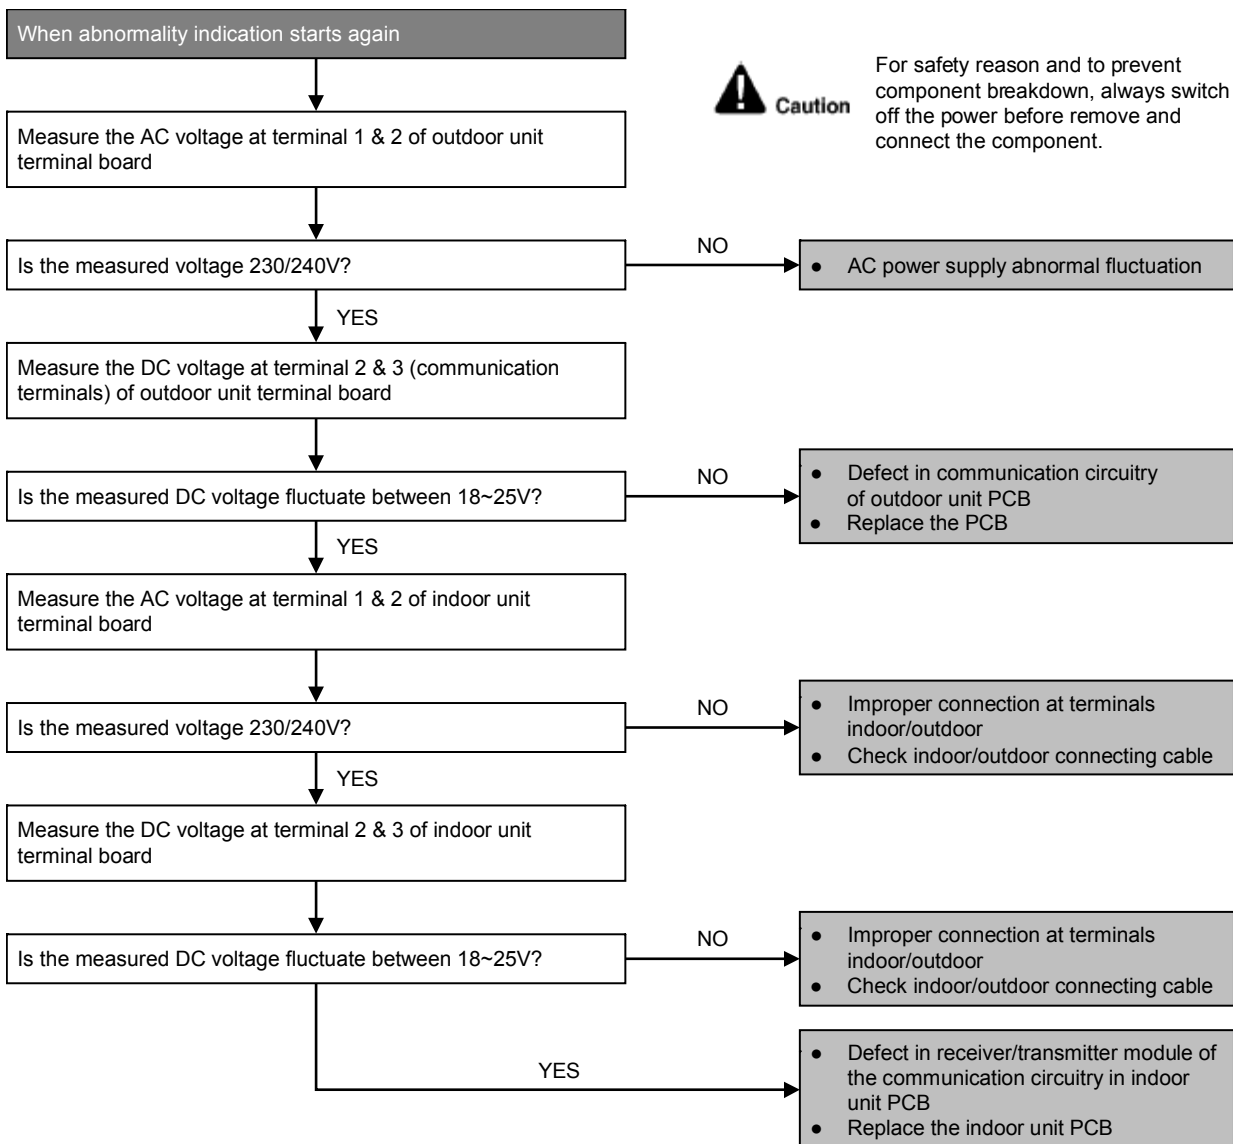 When abnormality indication starts again
Caution
For safety reason and to prevent
component breakdown, always switch
off the power before remove and
connect the component.
Measure the AC voltage at terminal 1 & 2 of outdoor unit
terminal board
Is the measured voltage 230/240V?
NO
● AC power supply abnormal fluctuation
YES
Measure the DC voltage at terminal 2 & 3 (communication
terminals) of outdoor unit terminal board
Is the measured DC voltage fluctuate between 18~25V?
NO
● Defect in communication circuitry
of outdoor unit PCB
● Replace the PCB
YES
Measure the AC voltage at terminal 1 & 2 of indoor unit
terminal board
Is the measured voltage 230/240V?
NO
● Improper connection at terminals
indoor/outdoor
● Check indoor/outdoor connecting cable
YES
Measure the DC voltage at terminal 2 & 3 of indoor unit
terminal board
Is the measured DC voltage fluctuate between 18~25V?
NO
● Improper connection at terminals
indoor/outdoor
● Check indoor/outdoor connecting cable
YES
● Defect in receiver/transmitter module of
the communication circuitry in indoor
unit PCB
● Replace the indoor unit PCB